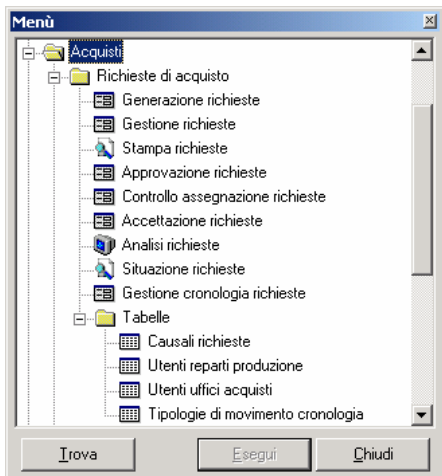 Menù
Acquisti
Richieste di acquisto
Generazione richieste
Gestione richieste
Stampa richieste
Approvazione richieste
Controllo assegnazione richieste
Accettazione richieste
Analisi richieste
Situazione richieste
Gestione cronologia richieste
Tabelle
Causali richieste
Utenti reparti produzione
Utenti uffici acquisti
Tipologie di movimento cronologia
Trova Esegui Chiudi